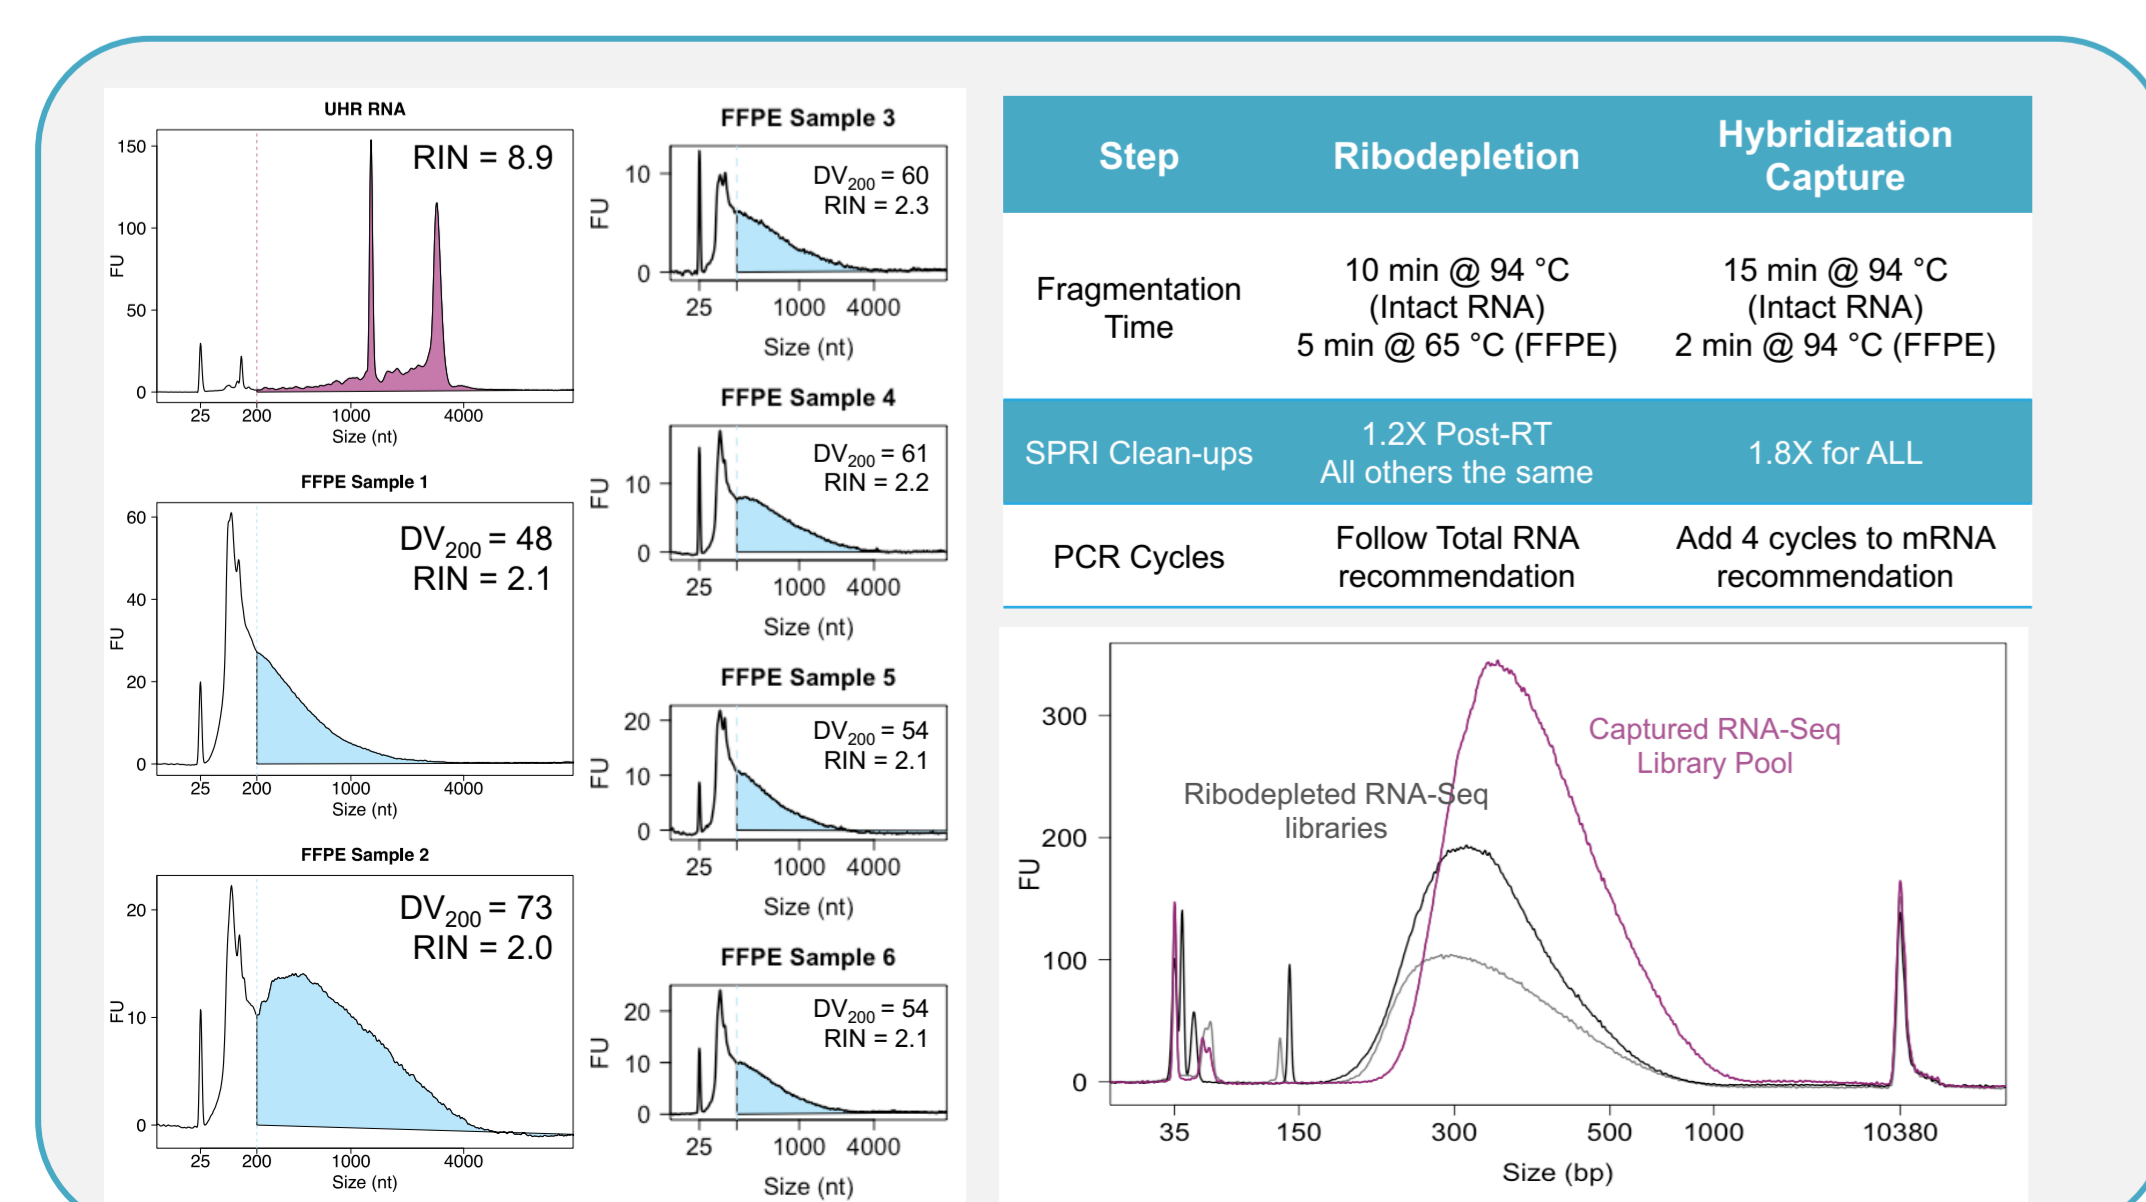 UHR RNA
RIN = 8.9
FU
150
100
50
0
25 200 1000 4000
Size (nt)
FFPE Sample 1
DV200 = 48
RIN = 2.1
FU
60
40
20
0
25 200 1000 4000
Size (nt)
FFPE Sample 2
DV200 = 73
RIN = 2.0
FU
20
10
0
25 200 1000 4000
Size (nt)
FFPE Sample 3
DV200 = 60
RIN = 2.3
FU
10
0
25 1000 4000
Size (nt)
FFPE Sample 4
DV200 = 61
RIN = 2.2
FU
10
0
25 1000 4000
Size (nt)
FFPE Sample 5
DV200 = 54
RIN = 2.1
FU
20
10
0
25 1000 4000
Size (nt)
FFPE Sample 6
DV200 = 54
RIN = 2.1
FU
20
10
0
25 1000 4000
Size (nt)
Step
Ribodepletion
Hybridization
Capture
Fragmentation
Time
10 min @ 94 °C
(Intact RNA)
5 min @ 65 °C (FFPE)
15 min @ 94 °C
(Intact RNA)
2 min @ 94 °C (FFPE)
SPRI Clean-ups
1.2X Post-RT
All others the same
1.8X for ALL
PCR Cycles
Follow Total RNA
recommendation
Add 4 cycles to mRNA
recommendation
Captured RNA-Seq
Library Pool
Ribodepleted RNA-Seq
libraries
FU
300
200
100
0
35 150 300 500 1000 10380
Size (bp)